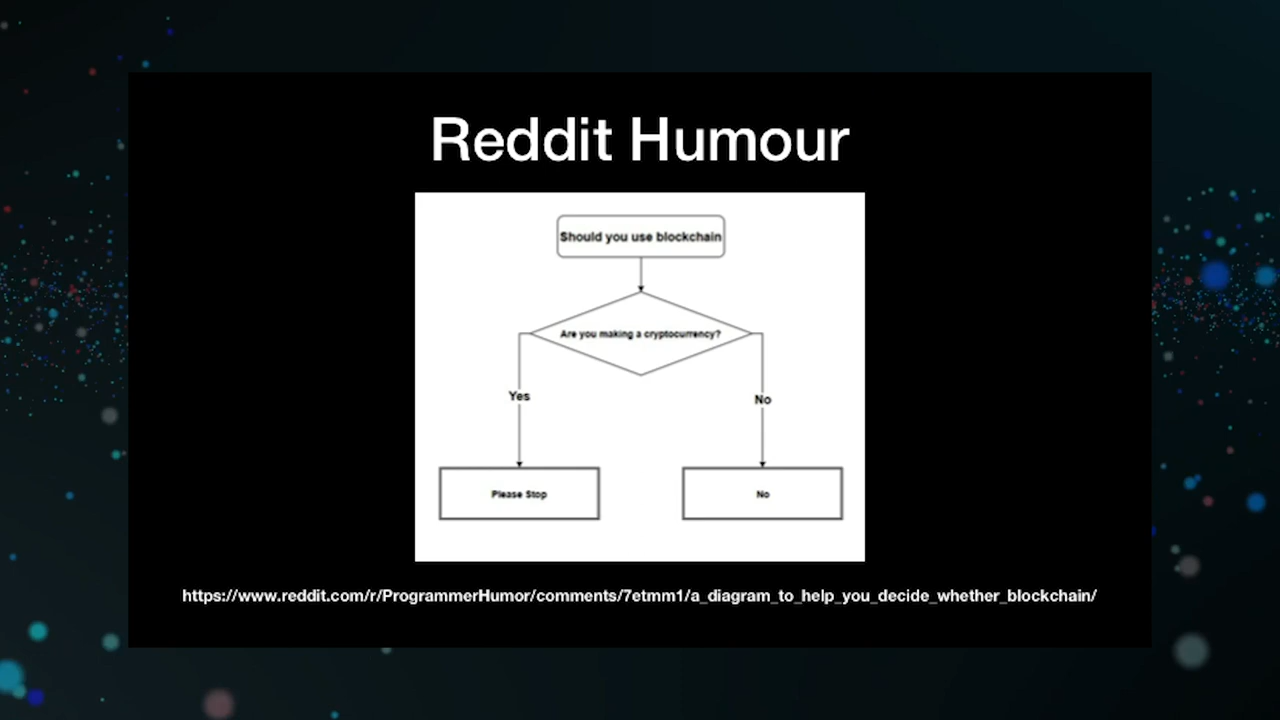 Reddit Humour
Should you use blockchain
Are you making a cryptocurrency?
Yes
No
Please Stop
No
https://www.reddit.com/r/ProgrammerHumor/comments/7etmm1/a_diagram_to_help_you_decide_whether_blockchain/